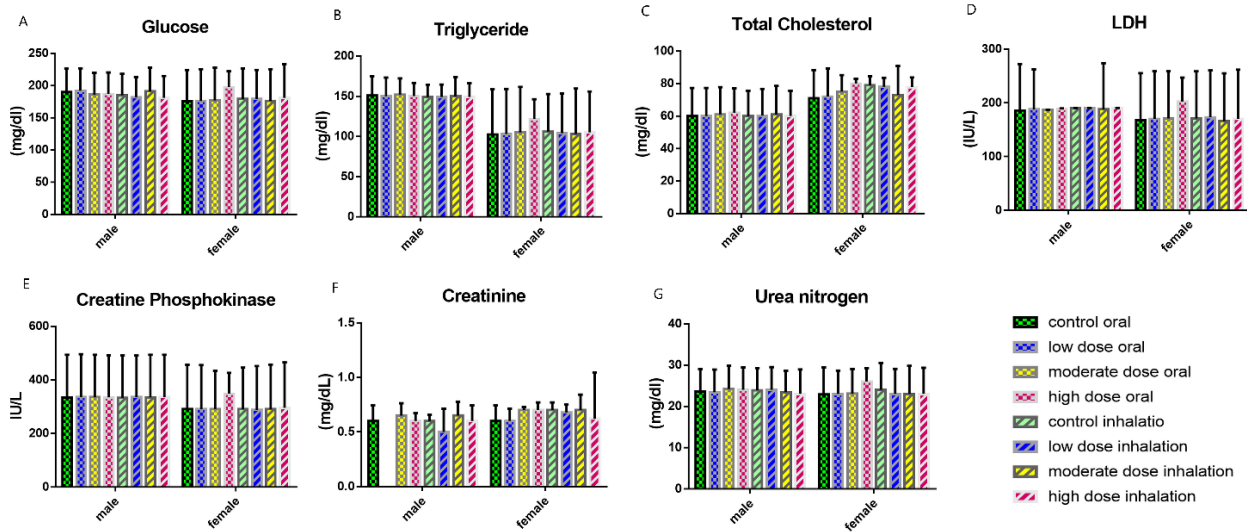 A
Glucose
250
200
150
100
50
0
(mg/dl)
male
female
B
Triglyceride
200
150
100
50
0
(mg/dl)
male
female
C
Total Cholesterol
100
80
60
40
20
0
(mg/dl)
male
female
D
LDH
300
200
100
0
(IU/L)
male
female
E
Creatine Phosphokinase
600
400
200
0
IU/L
male
female
F
Creatinine
1.5
1.0
0.5
0.0
(mg/dL)
male
female
G
Urea nitrogen
40
30
20
10
0
(mg/dl)
male
female
control oral
low dose oral
moderate dose oral
high dose oral
control inhalatio
low dose inhalation
moderate dose inhalation
high dose inhalation